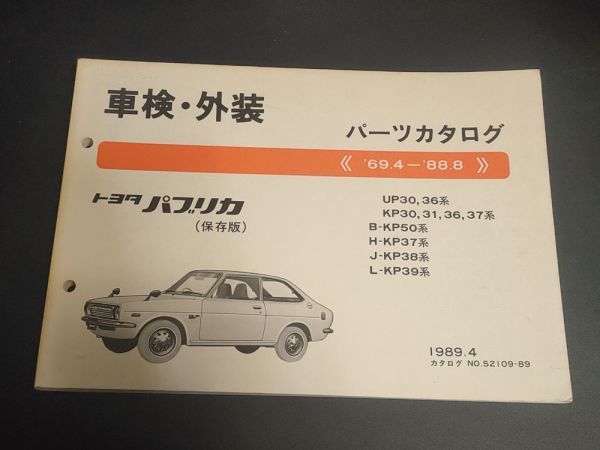 車検・外装
パーツカタログ
《 '69.4－'88.8 》
トヨタ パブリカ
(保存版)
UP30, 36系
KP30, 31, 36, 37系
B-KP50系
H-KP37系
J-KP38系
L-KP39系
1989.4
カタログ NO.52109-89